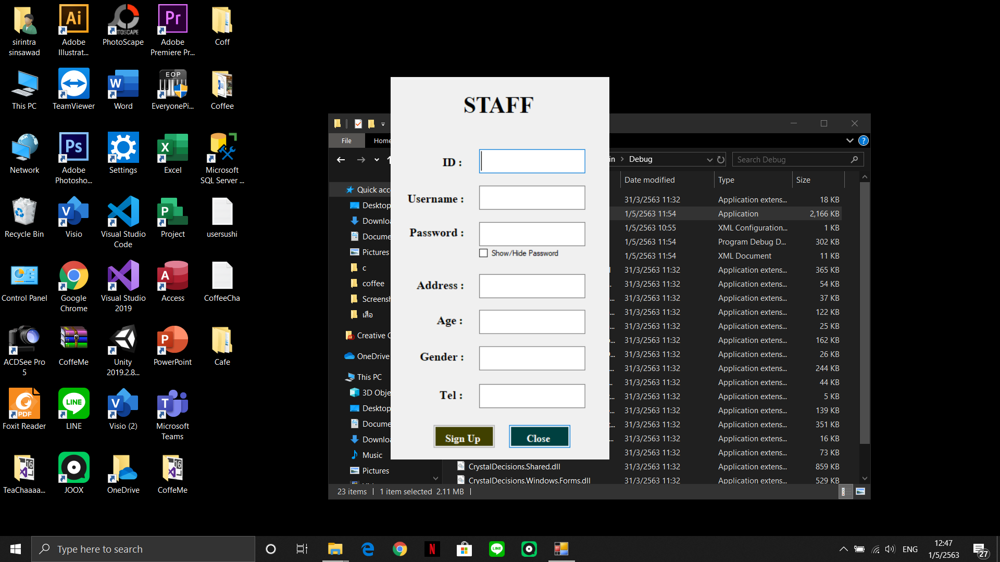 sirintra
sinsawad
Adobe
Illustrat...
PhotoScape
Adobe
Premiere Pr...
Coff
This PC
TeamViewer
Word
EveryonePi...
Coffee
Network
Adobe
Photosho...
Settings
Excel
Microsoft
SQL Server ...
Recycle Bin
Visio
Visual Studio
Code
Project
usersushi
Control Panel
Google
Chrome
Visual Studio
2019
Access
CoffeeCha
ACDSee Pro
5
CoffeMe
Unity
2019.2.8...
PowerPoint
Cafe
Foxit Reader
LINE
Visio (2)
Microsoft
Teams
TeaChaaaa...
JOOX
OneDrive
CoffeMe
STAFF
ID :
Username :
Password :
Show/Hide Password
Address :
Age :
Gender :
Tel :
Sign Up
Close
File
Home
in > Debug
Search Debug
Quick acc
Desktop
Downloa
Docume
Pictures
c
coffee
Screensh
เสือ
Creative C
OneDrive
This PC
3D Obje
Desktop
Docume
Downloa
Music
Pictures
Date modified Type Size
31/3/2563 11:32 Application extens... 18 KB
1/5/2563 11:54 Application 2,166 KB
1/5/2563 10:55 XML Configuration... 1 KB
1/5/2563 11:54 Program Debug D... 302 KB
1/5/2563 11:54 XML Document 11 KB
31/3/2563 11:32 Application extens... 365 KB
31/3/2563 11:32 Application extens... 54 KB
31/3/2563 11:32 Application extens... 37 KB
31/3/2563 11:32 Application extens... 122 KB
31/3/2563 11:32 Application extens... 25 KB
31/3/2563 11:32 Application extens... 162 KB
31/3/2563 11:32 Application extens... 26 KB
31/3/2563 11:32 Application extens... 244 KB
31/3/2563 11:32 Application extens... 44 KB
31/3/2563 11:32 Application extens... 5 KB
31/3/2563 11:32 Application extens... 139 KB
31/3/2563 11:32 Application extens... 351 KB
31/3/2563 11:32 Application extens... 16 KB
31/3/2563 11:32 Application extens... 73 KB
CrystalDecisions.Shared.dll 31/3/2563 11:32 Application extens... 859 KB
CrystalDecisions.Windows.Forms.dll 31/3/2563 11:32 Application extens... 529 KB
23 items 1 item selected 2.11 MB
Type here to search
ENG
12:47
1/5/2563
27